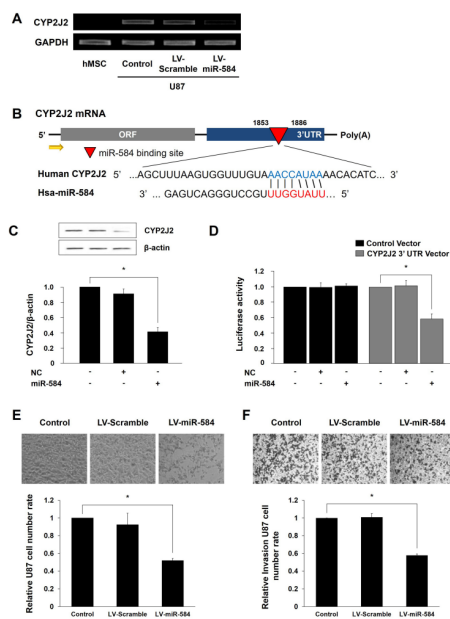 A
CYP2J2
GAPDH
hMSC
Control
LV-Scramble
LV-miR-584
U87
B
CYP2J2 mRNA
1853
1886
5'
ORF
3'UTR
Poly(A)
miR-584 binding site
Human CYP2J2 5' ...AGCUUUAAGUGGUUUGUAAACCAUAAAACACAUC... 3'
Hsa-miR-584 3' ... GAGUCAGGGUCCGUUUGGUAUU... 5'
C
CYP2J2
β-actin
*
CYP2J2/β-actin
1.2
1.0
0.8
0.6
0.4
0.2
0
NC - + -
miR-584 - - +
D
Control Vector
CYP2J2 3' UTR Vector
*
Luciferase activity
1.2
1.0
0.8
0.6
0.4
0.2
0
NC - + - - + -
miR-584 - - + - - +
E
Control
LV-Scramble
LV-miR-584
*
Relative U87 cell number rate
1.2
1
0.8
0.6
0.4
0.2
0
Control
LV-Scramble
LV-miR-584
F
Control
LV-Scramble
LV-miR-584
*
Relative Invasion U87 cell
number rate
1.2
1
0.8
0.6
0.4
0.2
0
Control
LV-Scramble
LV-miR-584